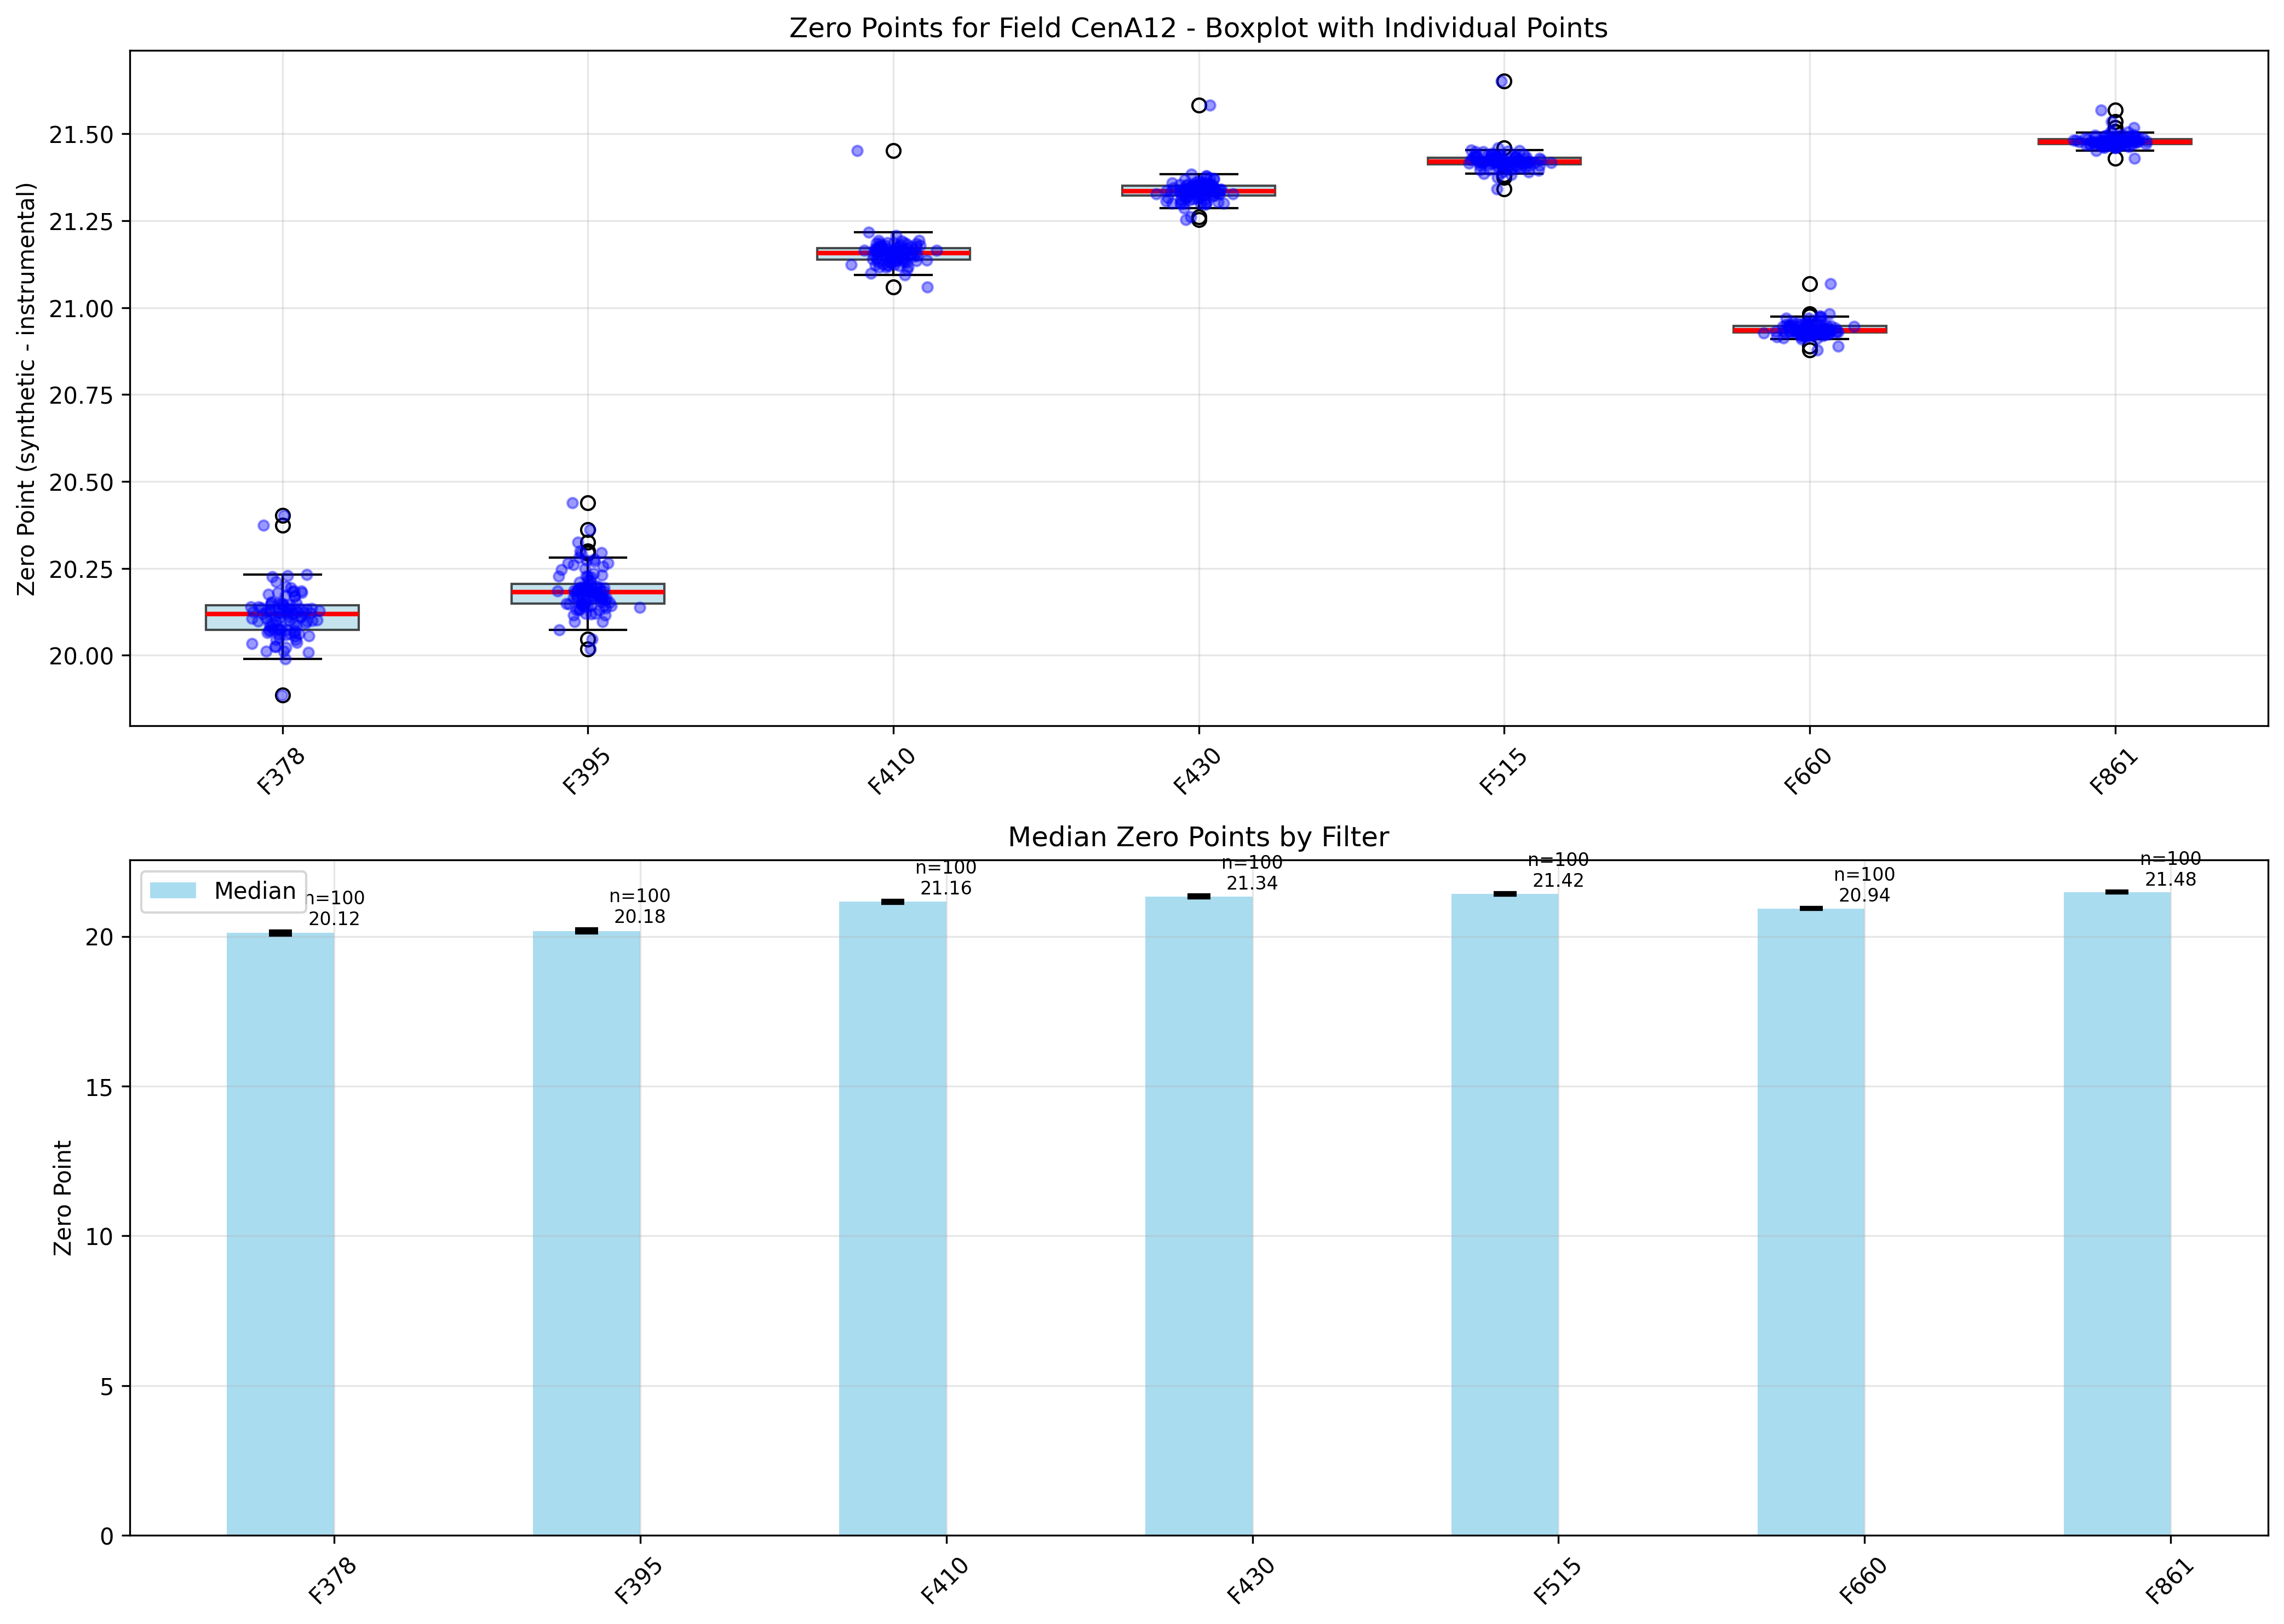 Zero Points for Field CenA12 - Boxplot with Individual Points
Zero Point (synthetic - instrumental)
21.50
21.25
21.00
20.75
20.50
20.25
20.00
F378
F395
F410
F430
F515
F660
F861
Median Zero Points by Filter
Median
n=100
20.12
n=100
20.18
n=100
21.16
n=100
21.34
n=100
21.42
n=100
20.94
n=100
21.48
Zero Point
20
15
10
5
0
F378
F395
F410
F430
F515
F660
F861